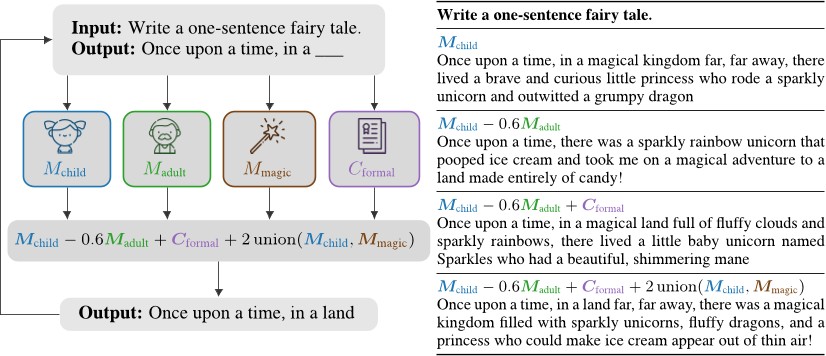 Input: Write a one-sentence fairy tale.
Output: Once upon a time, in a ___
M_child
M_adult
M_magic
C_formal
M_child − 0.6M_adult + C_formal + 2 union(M_child, M_magic)
Output: Once upon a time, in a land
Write a one-sentence fairy tale.
M_child
Once upon a time, in a magical kingdom far, far away, there
lived a brave and curious little princess who rode a sparkly
unicorn and outwitted a grumpy dragon
M_child − 0.6M_adult
Once upon a time, there was a sparkly rainbow unicorn that
pooped ice cream and took me on a magical adventure to a
land made entirely of candy!
M_child − 0.6M_adult + C_formal
Once upon a time, in a magical land full of fluffy clouds and
sparkly rainbows, there lived a little baby unicorn named
Sparkles who had a beautiful, shimmering mane
M_child − 0.6M_adult + C_formal + 2 union(M_child, M_magic)
Once upon a time, in a land far, far away, there was a magical
kingdom filled with sparkly unicorns, fluffy dragons, and a
princess who could make ice cream appear out of thin air!